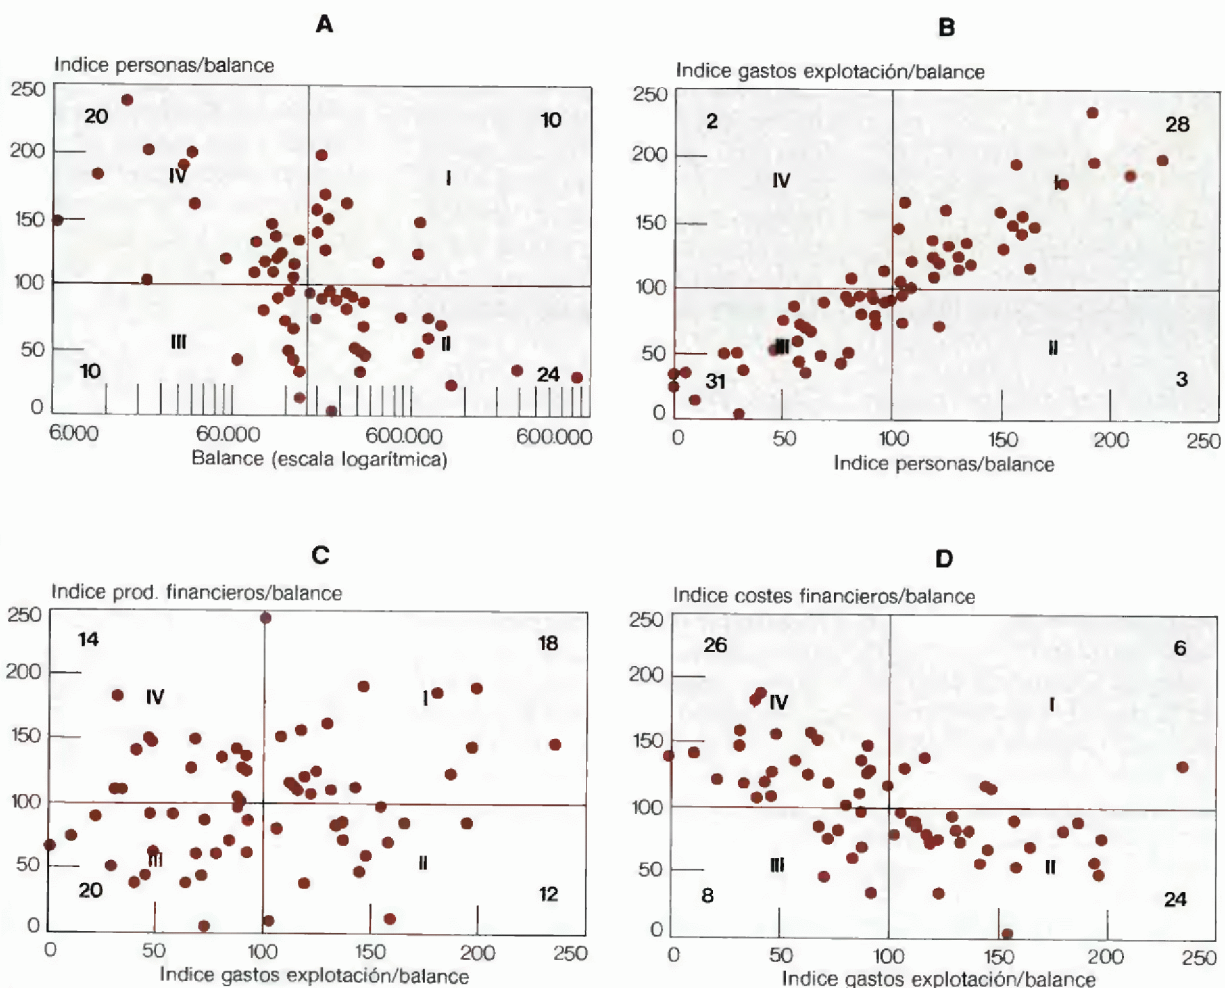 A
Indice personas/balance
250
200
150
100
50
0
20
10
IV
I
III
II
10
24
6.000
60.000
600.000
600.000
Balance (escala logarítmica)
B
Indice gastos explotación/balance
250
200
150
100
50
0
2
28
IV
I
III
II
31
3
0
50
100
150
200
250
Indice personas/balance
C
Indice prod. financieros/balance
250
200
150
100
50
0
14
18
IV
I
III
II
20
12
0
50
100
150
200
250
Indice gastos explotación/balance
D
Indice costes financieros/balance
250
200
150
100
50
0
26
6
IV
I
III
II
8
24
0
50
100
150
200
250
Indice gastos explotación/balance